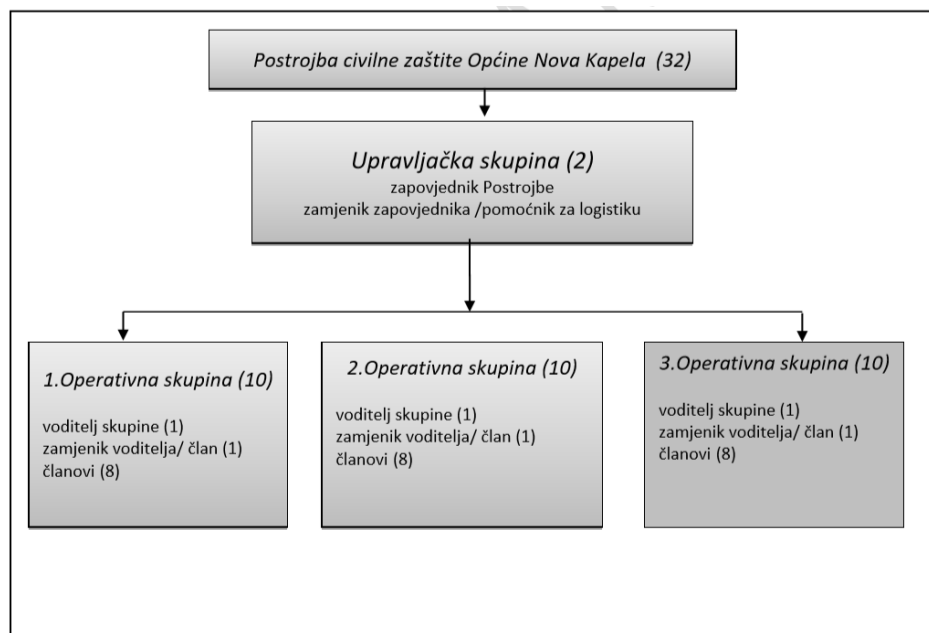 Postrojba civilne zaštite Općine Nova Kapela (32)
Upravljačka skupina (2)
zapovjednik Postrojbe
zamjenik zapovjednika /pomoćnik za logistiku
1.Operativna skupina (10)
voditelj skupine (1)
zamjenik voditelja/ član (1)
članovi (8)
2.Operativna skupina (10)
voditelj skupine (1)
zamjenik voditelja/ član (1)
članovi (8)
3.Operativna skupina (10)
voditelj skupine (1)
zamjenik voditelja/ član (1)
članovi (8)